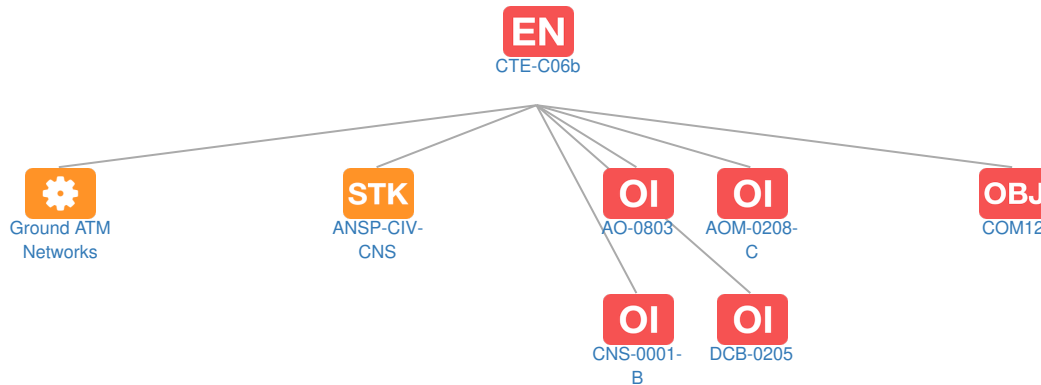 EN
CTE-C06b
Ground ATM
Networks
STK
ANSP-CIV-
CNS
OI
AO-0803
OI
AOM-0208-
C
OBJ
COM12
OI
CNS-0001-
B
OI
DCB-0205